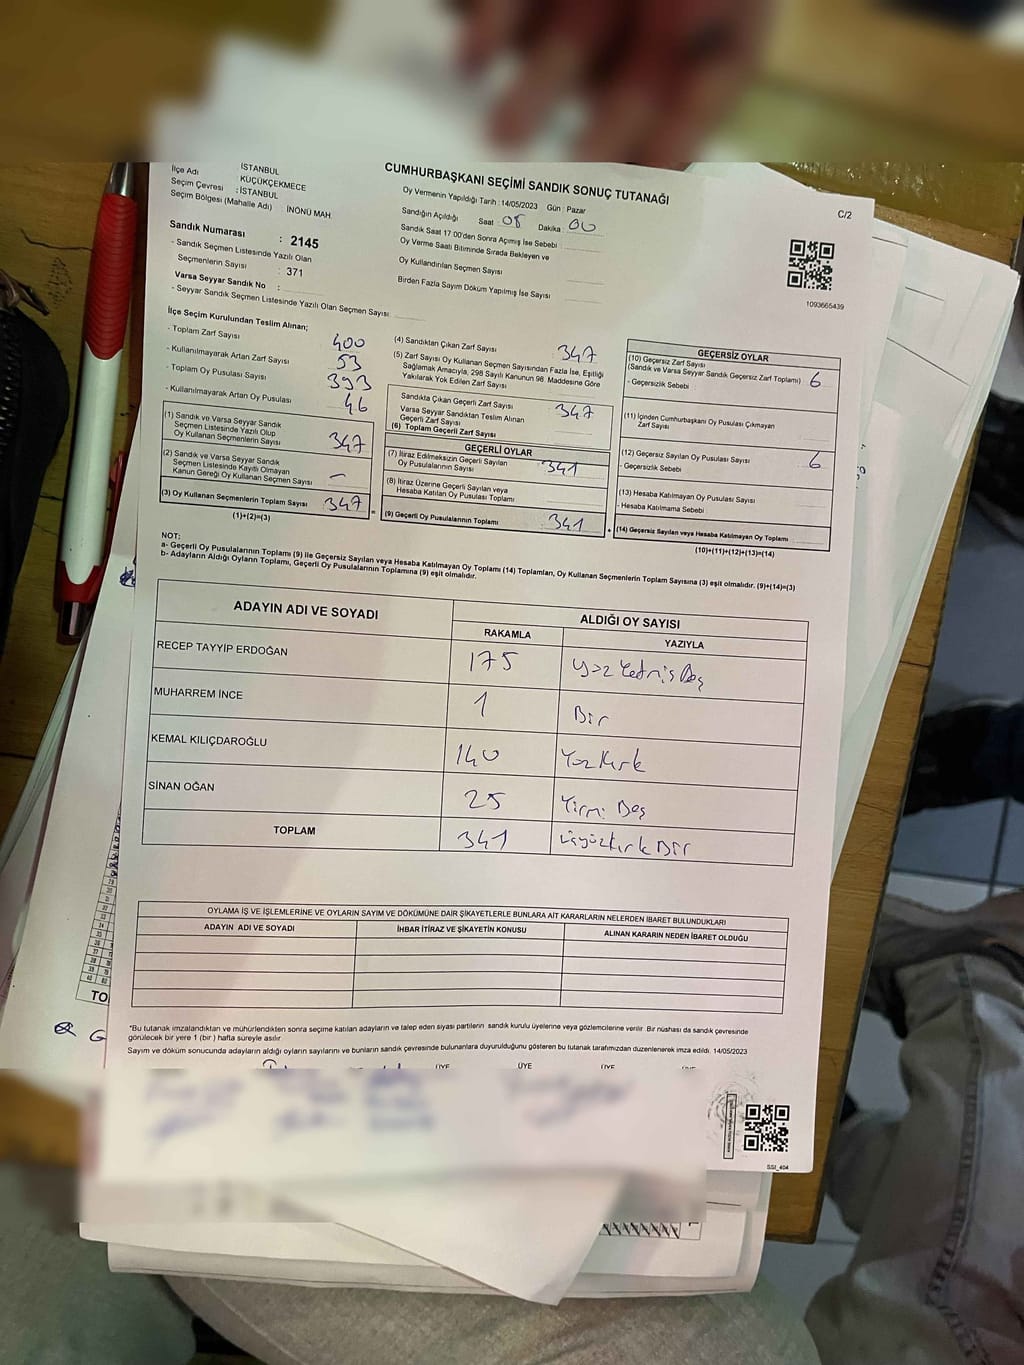 İSTANBUL
İlçe Adı KÜÇÜKÇEKMECE
Seçim Çevresi : İSTANBUL
Seçim Bölgesi (Mahalle Adı) : İNÖNÜ MAH.
Sandık Numarası : 2145
- Sandık Seçmen Listesinde Yazılı Olan
Seçmenlerin Sayısı : 371
Varsa Seyyar Sandık No :
- Seyyar Sandık Seçmen Listesinde Yazılı Olan Seçmen Sayısı
CUMHURBAŞKANI SEÇİMİ SANDIK SONUÇ TUTANAĞI
C/2
Oy Vermenin Yapıldığı Tarih : 14/05/2023 Gün : Pazar
Sandığın Açıldığı Saat 08 Dakika 00
Sandık Saat 17.00'den Sonra Açımış İse Sebebi
Oy Verme Saati Bitiminde Sırada Bekleyen ve
Oy Kullandırılan Seçmen Sayısı
Birden Fazla Sayım Döküm Yapılmış İse Sayısı
1093665439
İlçe Seçim Kurulundan Teslim Alınan;
- Toplam Zarf Sayısı 400
- Kullanılmayarak Artan Zarf Sayısı 53
- Toplam Oy Pusulası Sayısı 393
- Kullanılmayarak Artan Oy Pusulası 46
(1) Sandık ve Varsa Seyyar Sandık
Seçmen Listesinde Yazılı Olup
Oy Kullanan Seçmenlerin Sayısı 347
(2) Sandık ve Varsa Seyyar Sandık
Seçmen Listesinde Kayıtlı Olmayan
Kanun Gereği Oy Kullanan Seçmen Sayısı –
(3) Oy Kullanan Seçmenlerin Toplam Sayısı 347
(1)+(2)=(3)
(4) Sandıktan Çıkan Zarf Sayısı : 347
(5) Zarf Sayısı Oy Kullanan Seçmen Sayısından Fazla İse, Eşitliği
Sağlamak Amacıyla, 298 Sayılı Kanunun 98. Maddesine Göre
Yakılarak Yok Edilen Zarf Sayısı
Sandıkta Çıkan Geçerli Zarf Sayısı 347
Varsa Seyyar Sandıktan Teslim Alınan
Geçerli Zarf Sayısı
(6) Toplam Geçerli Zarf Sayısı
GEÇERLİ OYLAR
(7) İtiraz Edilmeksizin Geçerli Sayılan
Oy Pusulalarının Sayısı 341
(8) İtiraz Üzerine Geçerli Sayılan veya
Hesaba Katılan Oy Pusulası Toplamı
(9) Geçerli Oy Pusulalarının Toplamı 341
GEÇERSİZ OYLAR
(10) Geçersiz Zarf Sayısı
(Sandık ve Varsa Seyyar Sandık Geçersiz Zarf Toplamı) 6
- Geçersizlik Sebebi
(11) İçinden Cumhurbaşkanı Oy Pusulası Çıkmayan
Zarf Sayısı
(12) Geçersiz Sayılan Oy Pusulası Sayısı 6
- Geçersizlik Sebebi
(13) Hesaba Katılmayan Oy Pusulası Sayısı
- Hesaba Katılmama Sebebi
(14) Geçersiz Sayılan veya Hesaba Katılmayan Oy Toplamı
(10)+(11)+(12)+(13)=(14)
NOT:
a- Geçerli Oy Pusulalarının Toplamı (9) ile Geçersiz Sayılan veya Hesaba Katılmayan Oy Toplamı (14) Toplamları, Oy Kullanan Seçmenlerin Toplam Sayısına (3) eşit olmalıdır. (9)+(14)=(3)
b- Adayların Aldığı Oyların Toplamı, Geçerli Oy Pusulalarının Toplamına (9) eşit olmalıdır.
ADAYIN ADI VE SOYADI ALDIĞI OY SAYISI
RAKAMLA YAZIYLA
RECEP TAYYİP ERDOĞAN 175 Yüz Yetmiş Beş
MUHARREM İNCE 1 Bir
KEMAL KILIÇDAROĞLU 140 Yüz Kırk
SİNAN OĞAN 25 Yirmi Beş
TOPLAM 341 Üçyüzkırk Bir
OYLAMA İŞ VE İŞLEMLERİNE VE OYLARIN SAYIM VE DÖKÜMÜNE DAİR ŞİKAYETLERLE BUNLARA AİT KARARLARIN NELERDEN İBARET BULUNDUKLARI
ADAYIN ADI VE SOYADI İHBAR İTİRAZ VE ŞİKAYETİN KONUSU ALINAN KARARIN NEDEN İBARET OLDUĞU
*Bu tutanak imzalandıktan ve mühürlendikten sonra seçime katılan adayların ve talep eden siyasi partilerin sandık kurulu üyelerine veya gözlemcilerine verilir. Bir nüshası da sandık çevresinde
görülecek bir yere 1 (bir ) hafta süreyle asılır.
Sayım ve döküm sonucunda adayların aldığı oyların sayılarını ve bunların sandık çevresinde bulunanlara duyurulduğunu gösteren bu tutanak tarafımızdan düzenlenerek imza edildi. 14/05/2023
ÜYE ÜYE ÜYE
SSI_404
TO
G